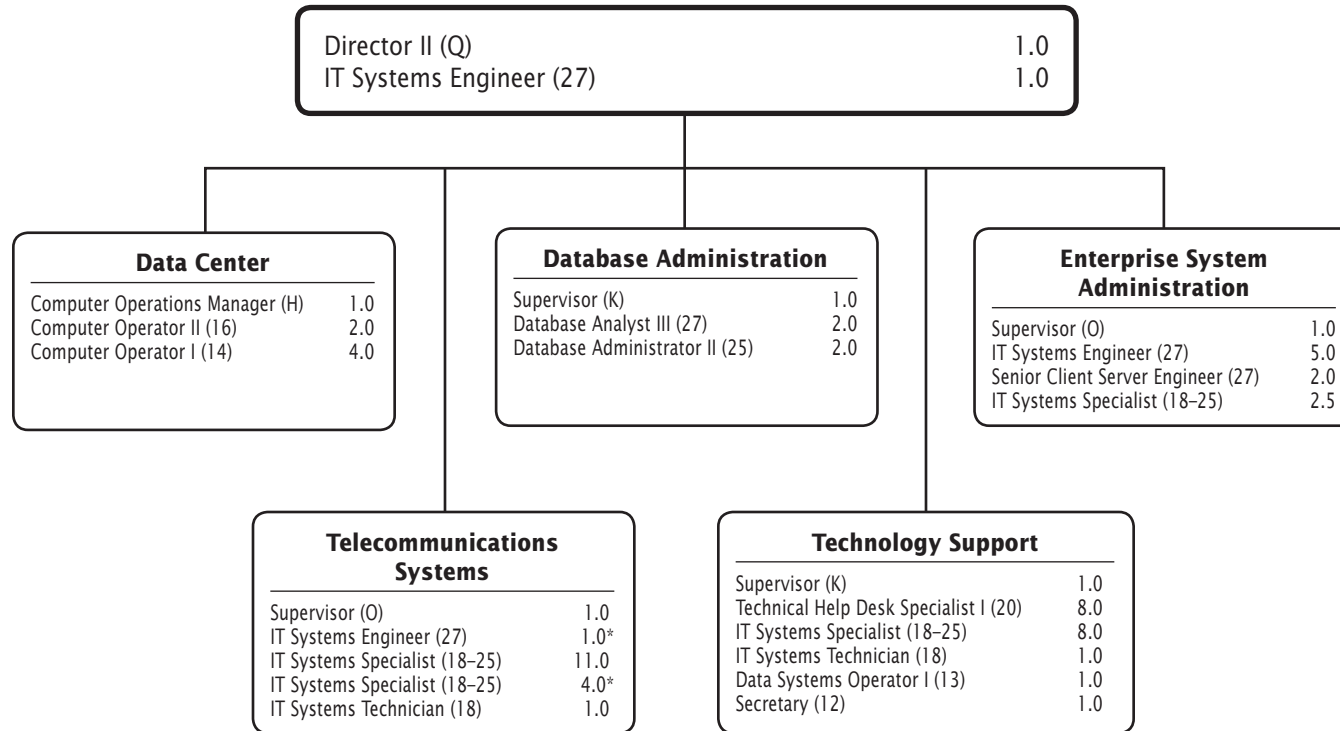 Director II (Q) 1.0
IT Systems Engineer (27) 1.0
Data Center
Computer Operations Manager (H) 1.0
Computer Operator II (16) 2.0
Computer Operator I (14) 4.0
Database Administration
Supervisor (K) 1.0
Database Analyst III (27) 2.0
Database Administrator II (25) 2.0
Enterprise System
Administration
Supervisor (O) 1.0
IT Systems Engineer (27) 5.0
Senior Client Server Engineer (27) 2.0
IT Systems Specialist (18–25) 2.5
Telecommunications
Systems
Supervisor (O) 1.0
IT Systems Engineer (27) 1.0*
IT Systems Specialist (18–25) 11.0
IT Systems Specialist (18–25) 4.0*
IT Systems Technician (18) 1.0
Technology Support
Supervisor (K) 1.0
Technical Help Desk Specialist I (20) 8.0
IT Systems Specialist (18–25) 8.0
IT Systems Technician (18) 1.0
Data Systems Operator I (13) 1.0
Secretary (12) 1.0